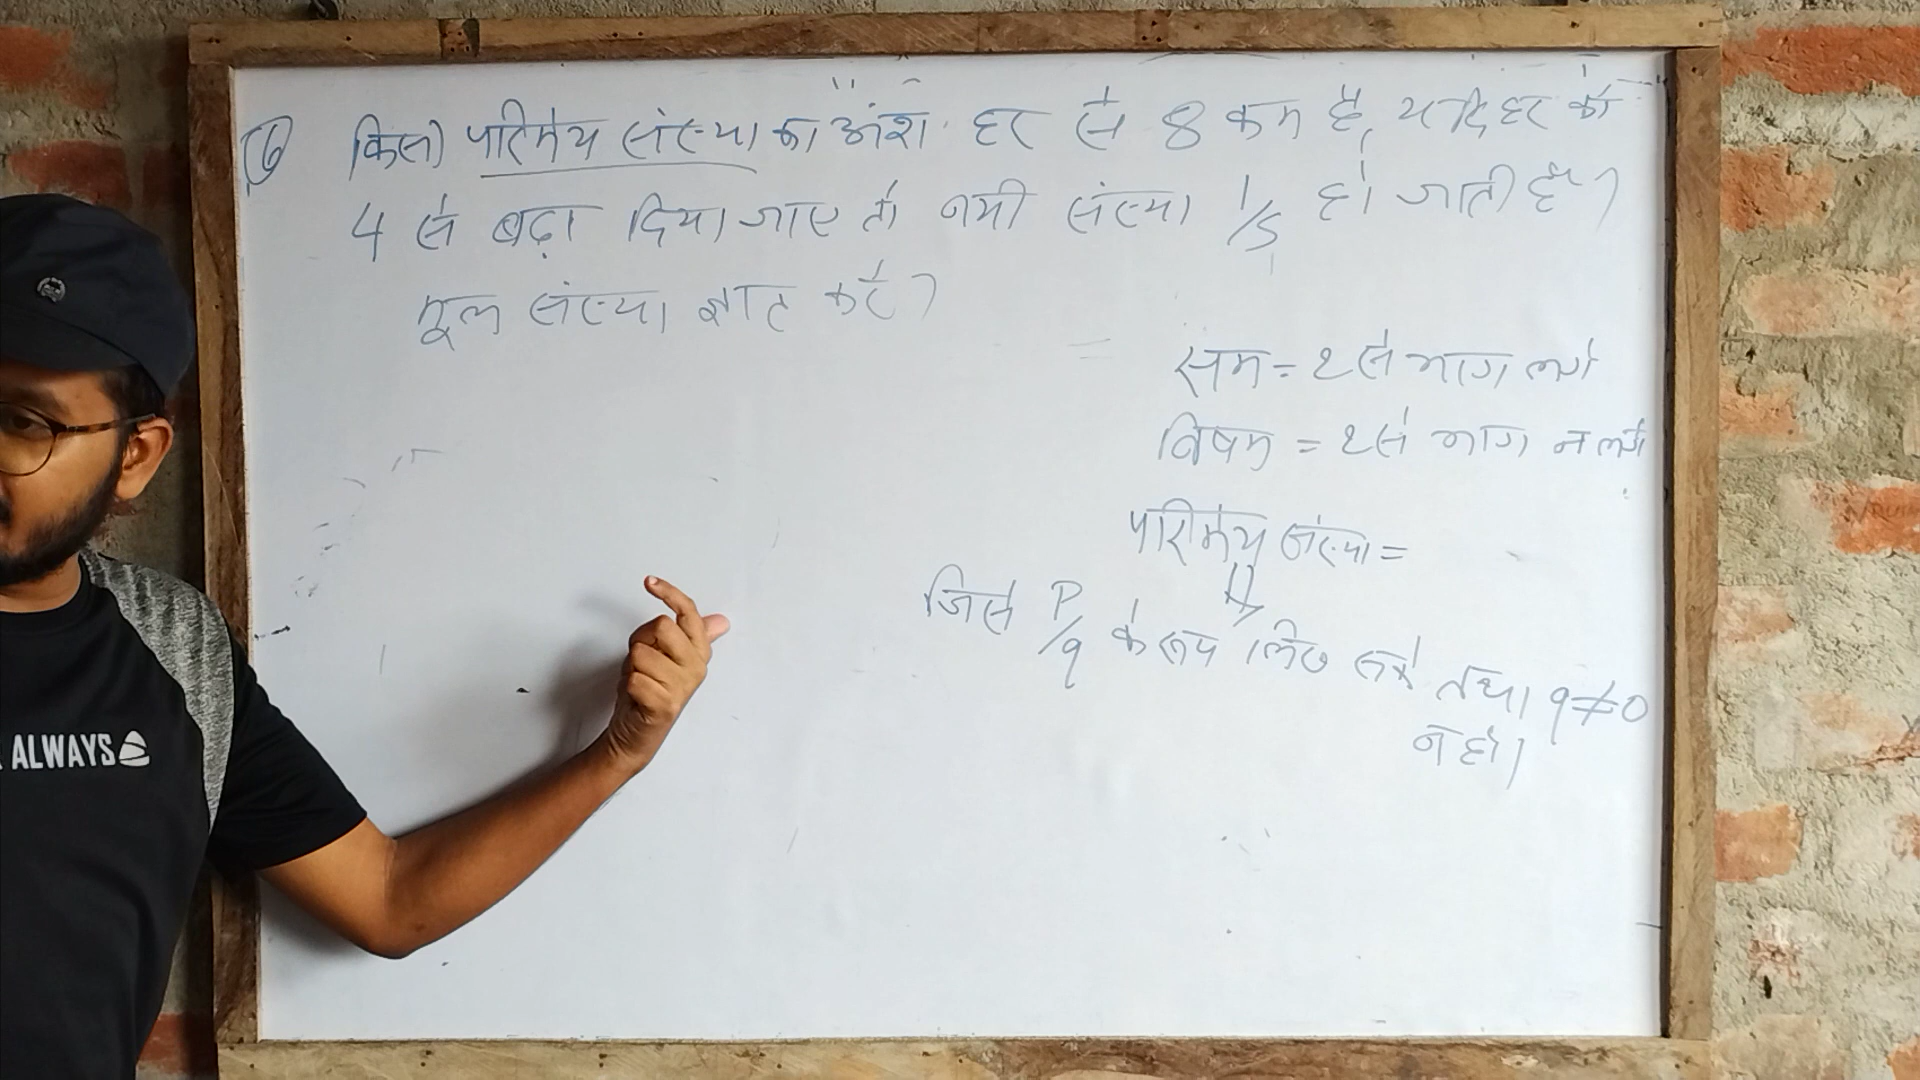 ⑥ किसी परिमेय संख्या का अंश हर से 8 कम है, यदि हर को
4 से बढ़ा दिया जाए तो नयी संख्या 1/5 हो जाती है।
मूल संख्या ज्ञात करें।
सम = 2 से भाग लगे
विषम = 2 से भाग न लगे
परिमेय संख्या =
⇓
जिसे P/q के रूप लिख सके तथा q ≠ 0
न हो।
ALWAYS